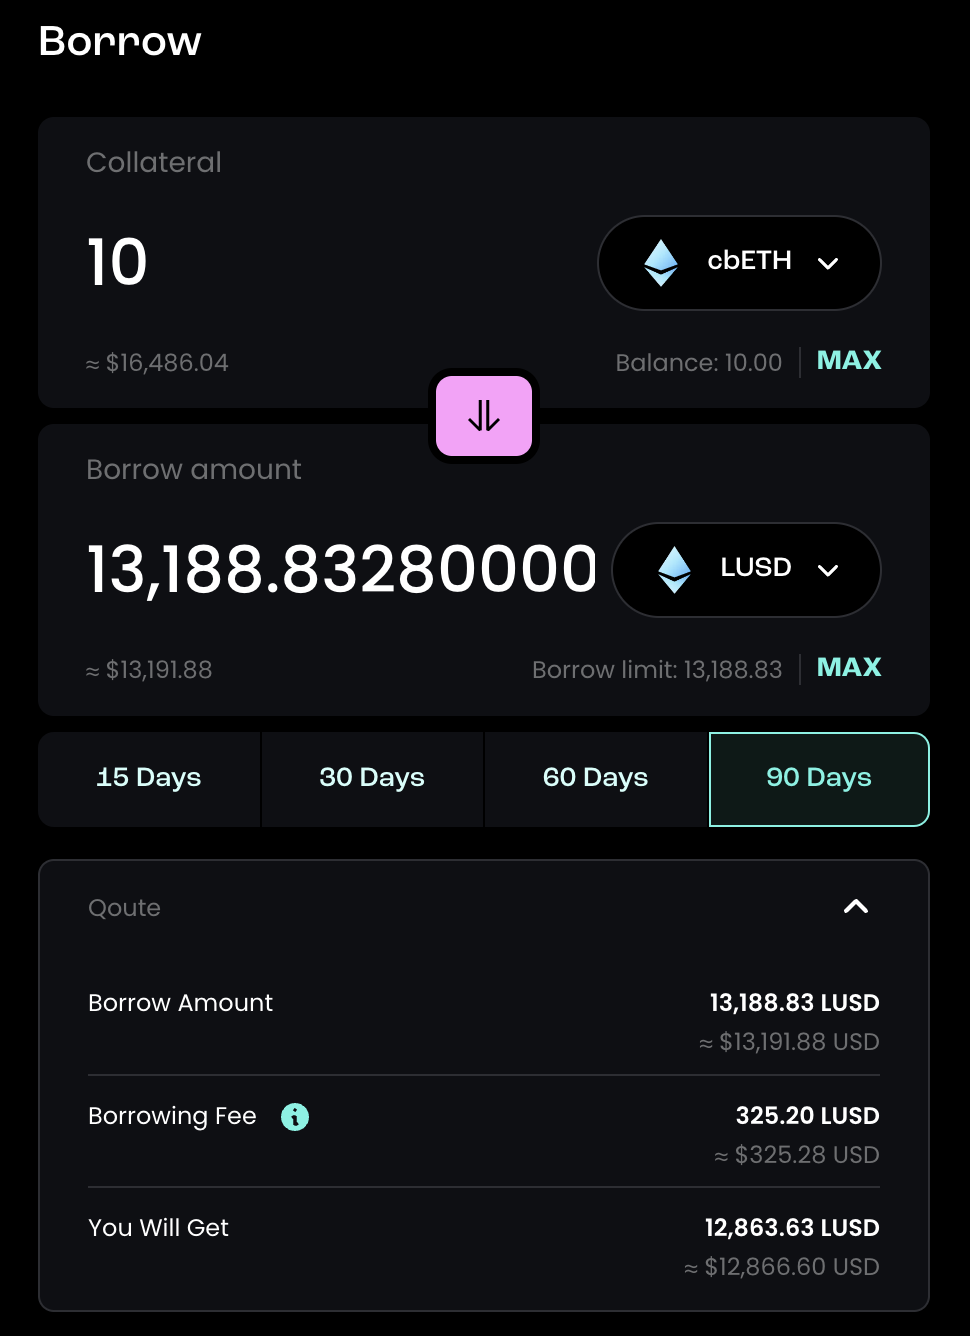 Borrow
Collateral
10
cbETH
≈ $16,486.04
Balance: 10.00
MAX
Borrow amount
13,188.83280000
LUSD
≈ $13,191.88
Borrow limit: 13,188.83
MAX
15 Days
30 Days
60 Days
90 Days
Qoute
Borrow Amount
13,188.83 LUSD
≈ $13,191.88 USD
Borrowing Fee
325.20 LUSD
≈ $325.28 USD
You Will Get
12,863.63 LUSD
≈ $12,866.60 USD